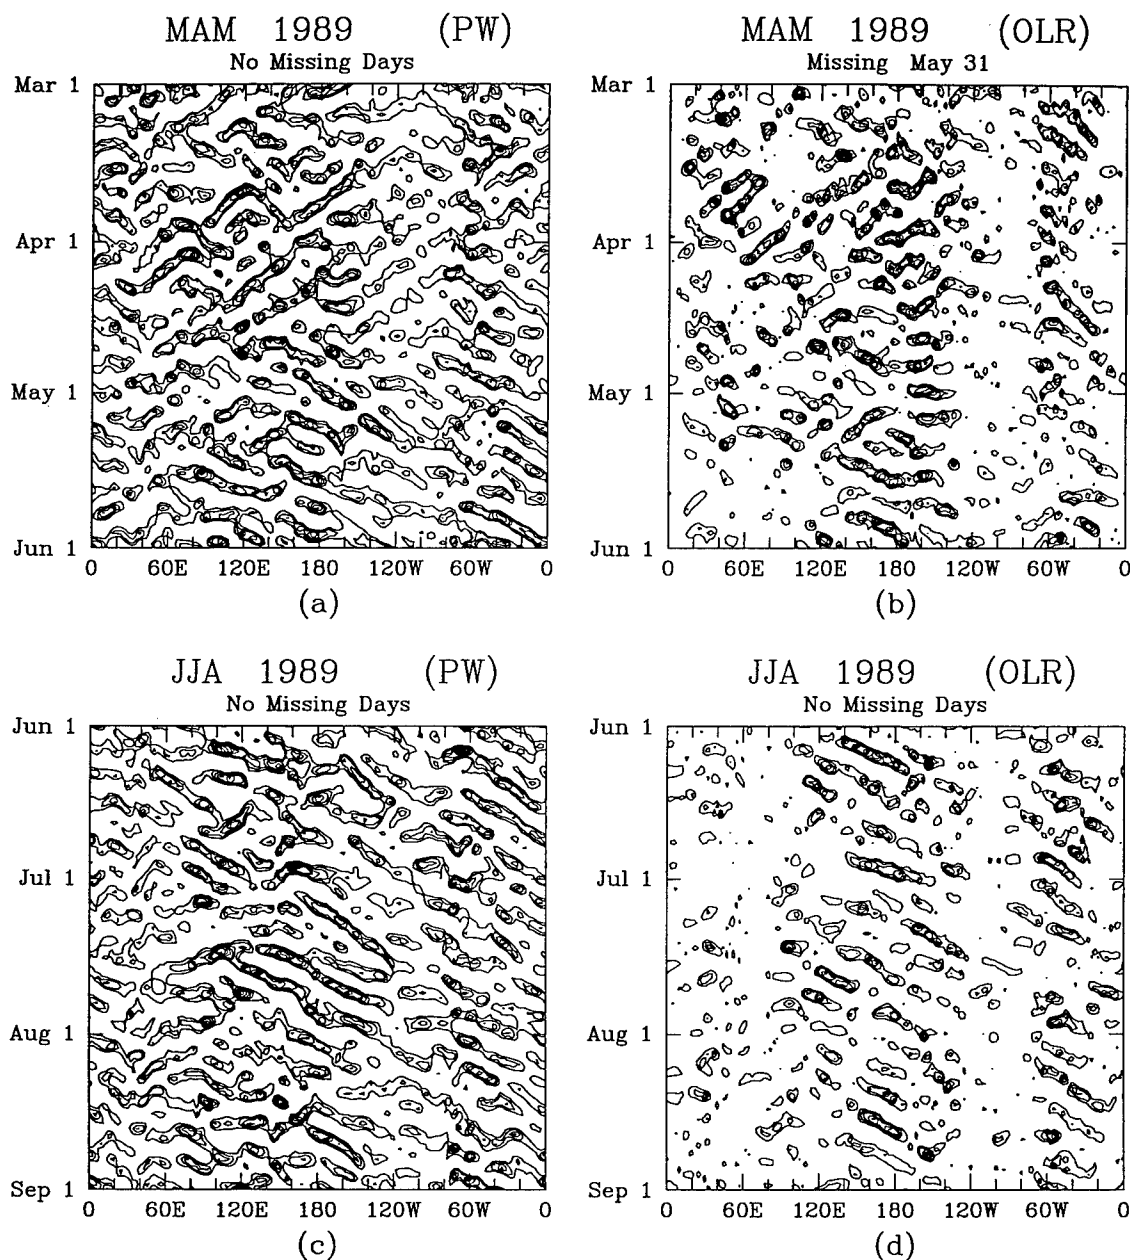 MAM 1989 (PW)
No Missing Days
Mar 1
Apr 1
May 1
Jun 1
0 60E 120E 180 120W 60W 0
(a)
MAM 1989 (OLR)
Missing May 31
Mar 1
Apr 1
May 1
Jun 1
0 60E 120E 180 120W 60W 0
(b)
JJA 1989 (PW)
No Missing Days
Jun 1
Jul 1
Aug 1
Sep 1
0 60E 120E 180 120W 60W 0
(c)
JJA 1989 (OLR)
No Missing Days
Jun 1
Jul 1
Aug 1
Sep 1
0 60E 120E 180 120W 60W 0
(d)